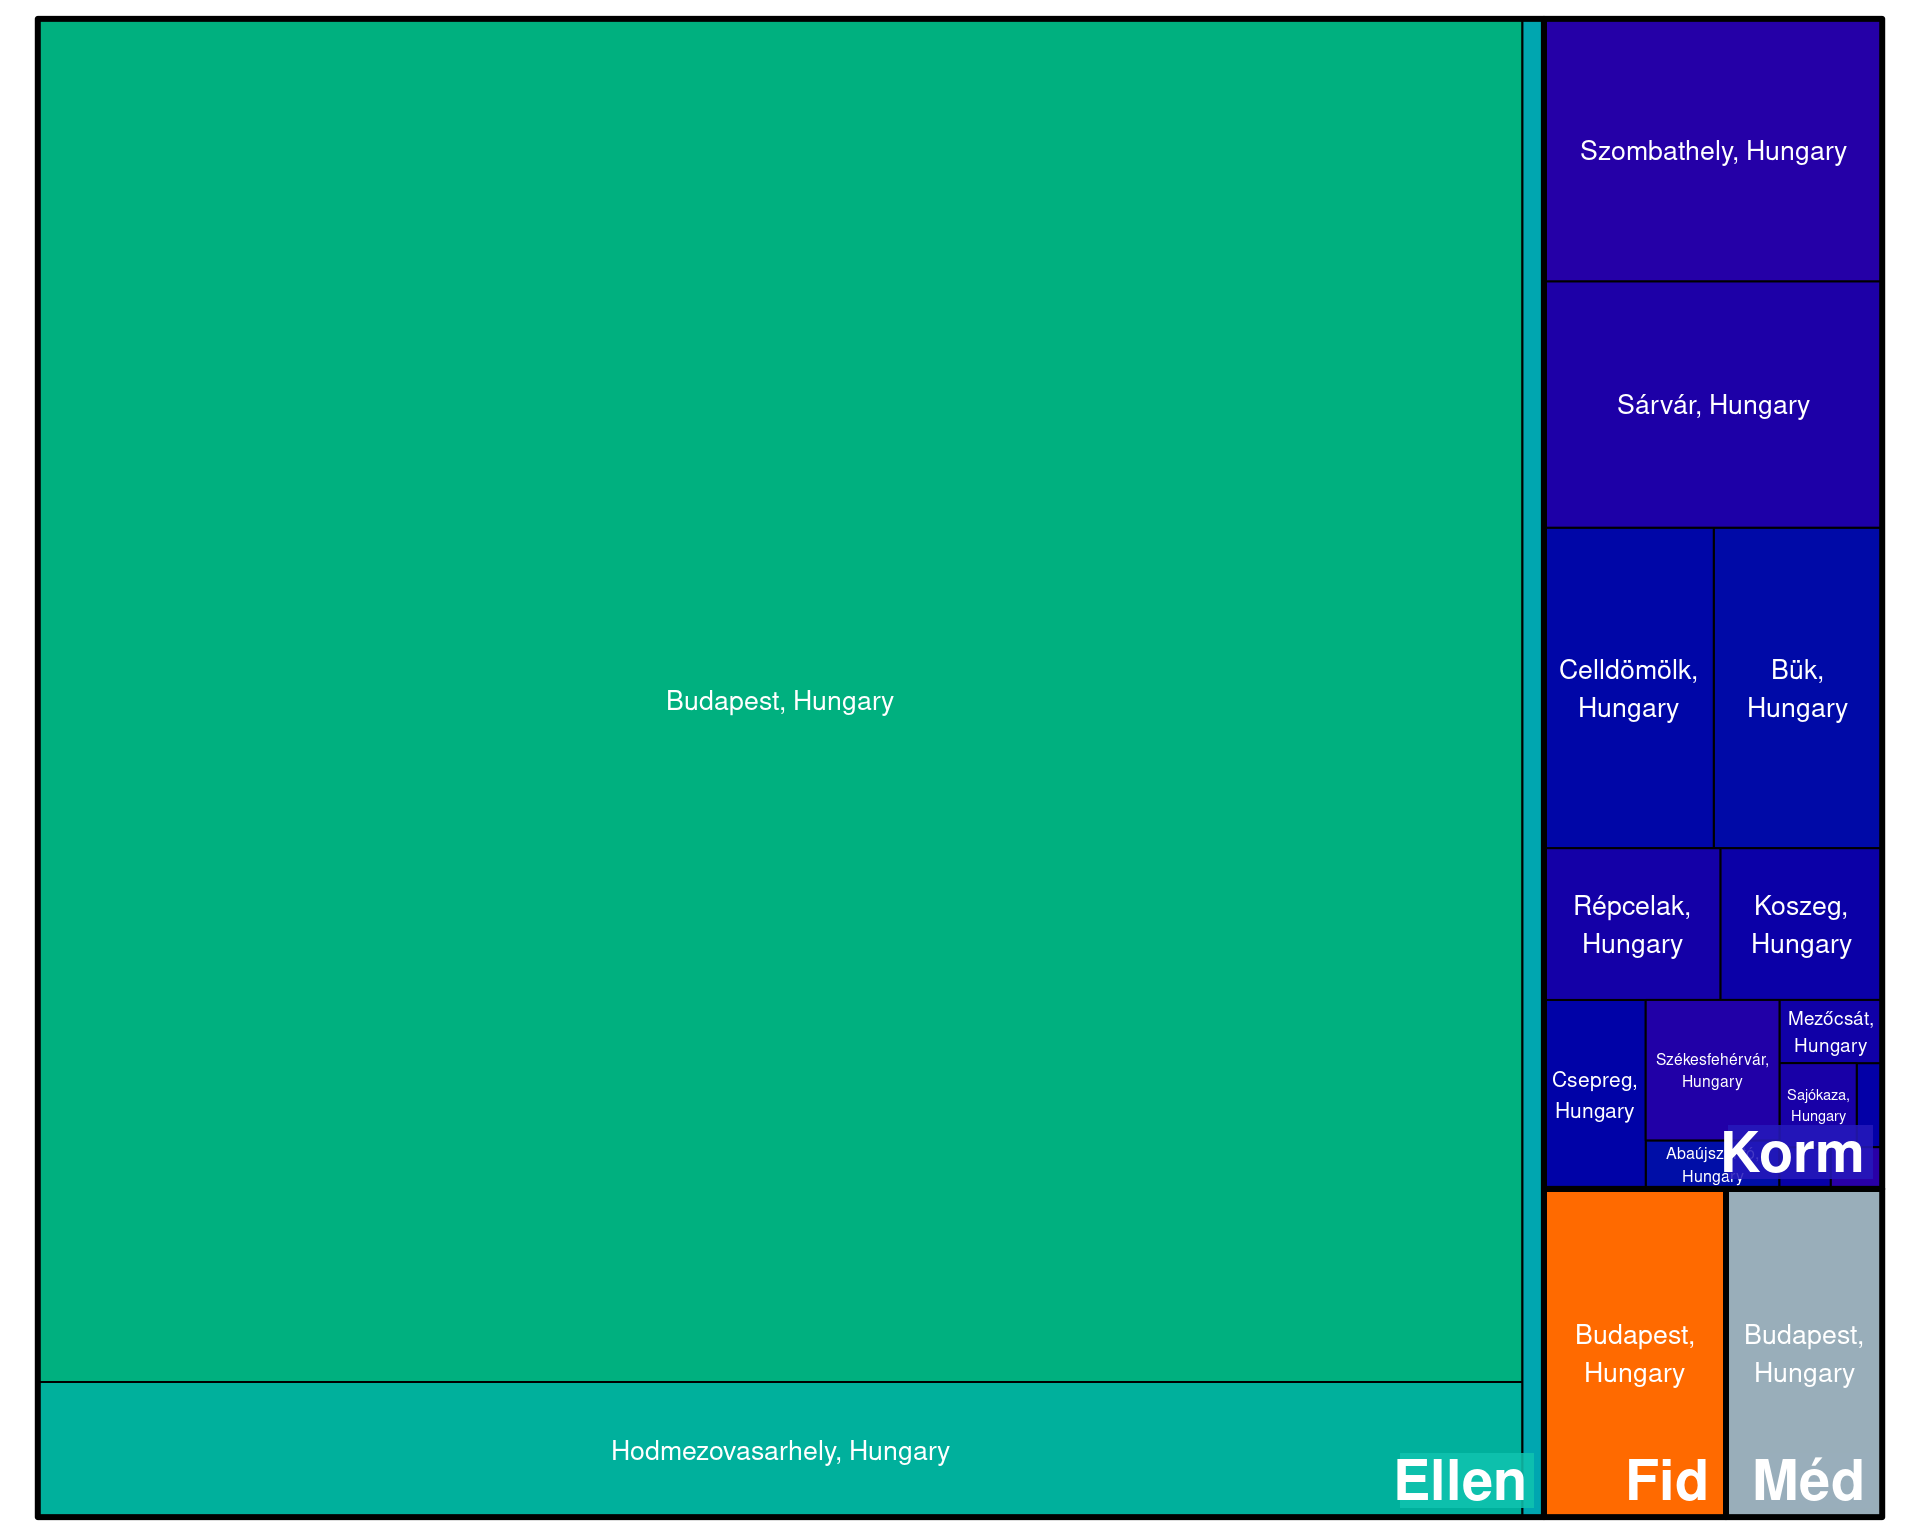 Szombathely, Hungary
Sárvár, Hungary
Budapest, Hungary
Celldömölk,
Hungary
Bük,
Hungary
Répcelak,
Hungary
Koszeg,
Hungary
Csepreg,
Hungary
Székesfehérvár,
Hungary
Mezőcsát,
Hungary
Sajókaza,
Hungary
Hungary
Korm
Budapest,
Hungary
Budapest,
Hungary
Hodmezovasarhely, Hungary
Ellen
Fid
Méd